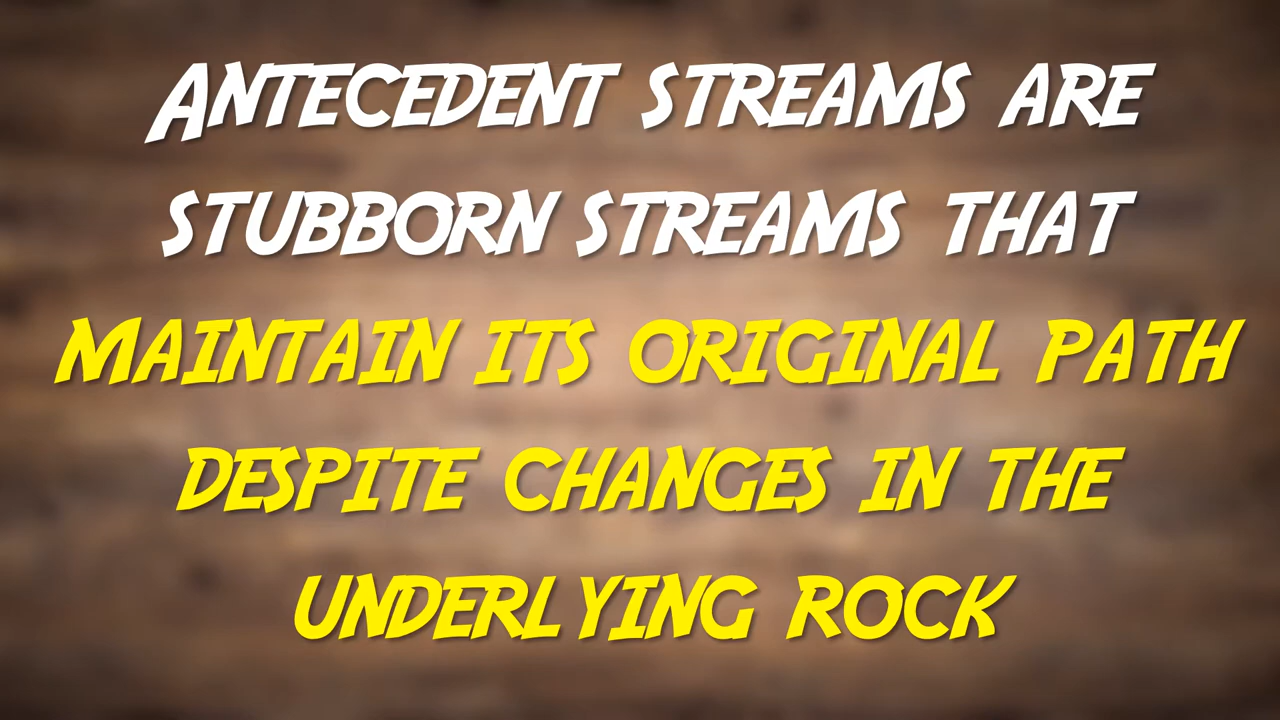 Antecedent streams are
stubborn streams that
maintain its original path
despite changes in the
underlying rock